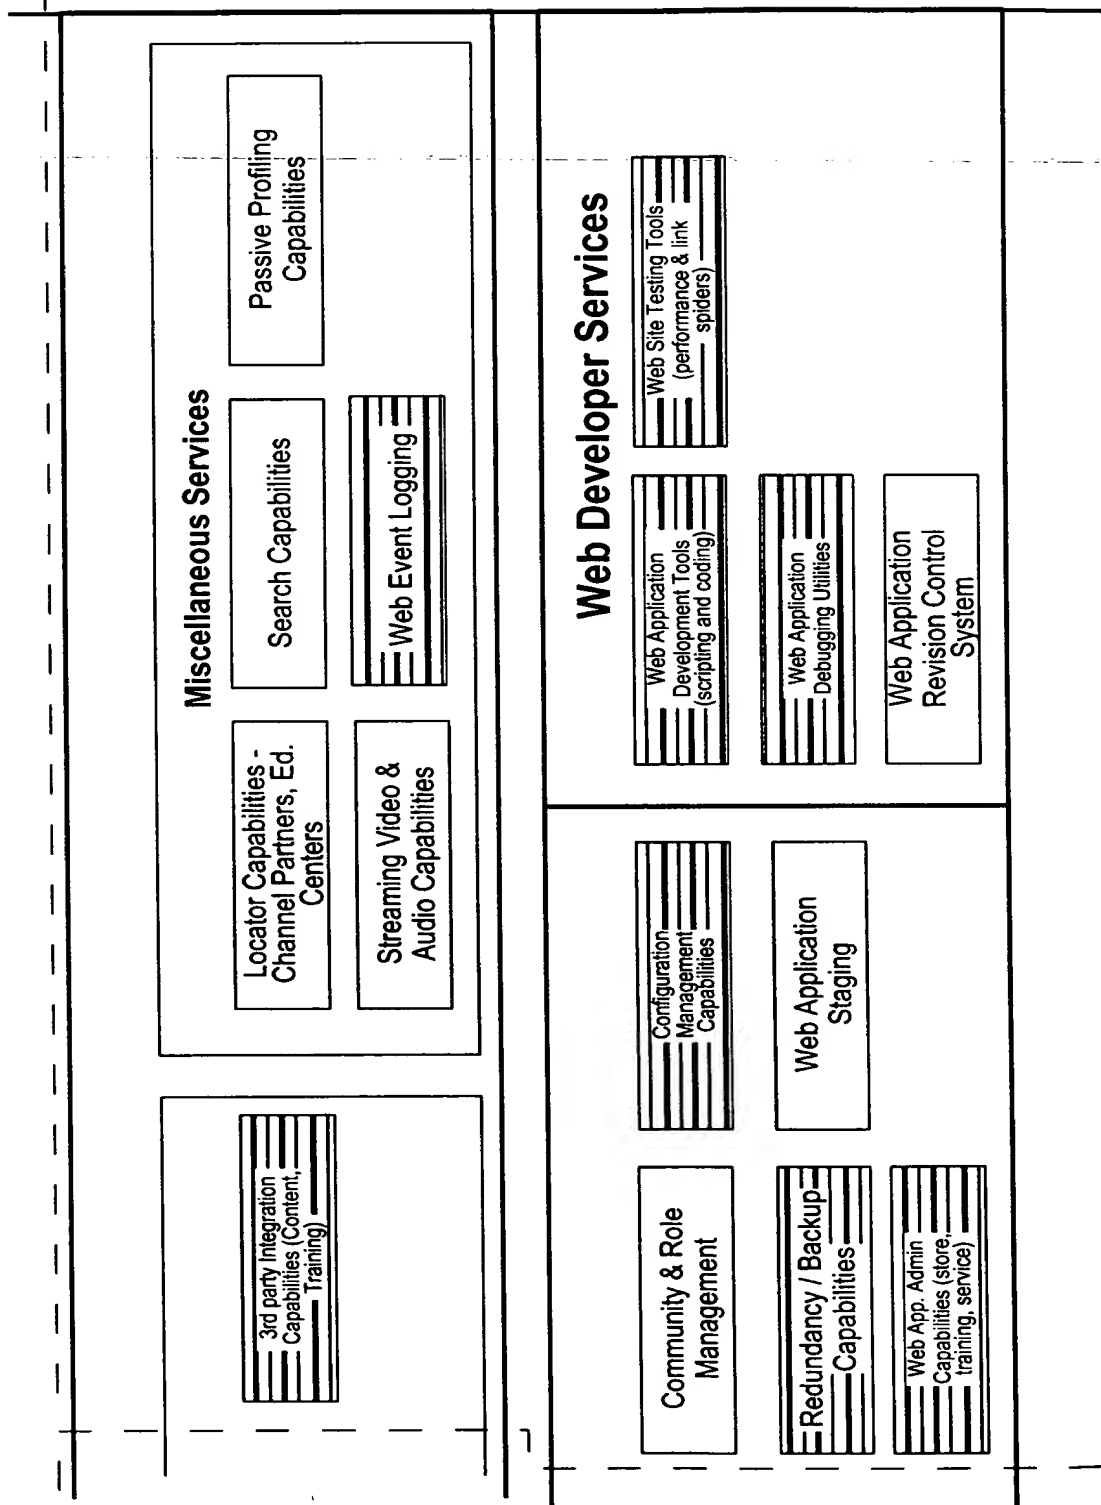 Miscellaneous Services
Locator Capabilities -
Channel Partners, Ed.
Centers
Search Capabilities
Passive Profiling
Capabilities
Streaming Video &
Audio Capabilities
Web Event Logging
3rd party Integration
Capabilities (Content,
Training)
Web Developer Services
Web Application
Development Tools
(scripting and coding)
Web Site Testing Tools
(performance & link
spiders)
Web Application
Debugging Utilities
Web Application
Revision Control
System
Community & Role
Management
Configuration
Management
Capabilities
Redundancy / Backup
Capabilities
Web Application
Staging
Web App. Admin
Capabilities (store,
training, service)